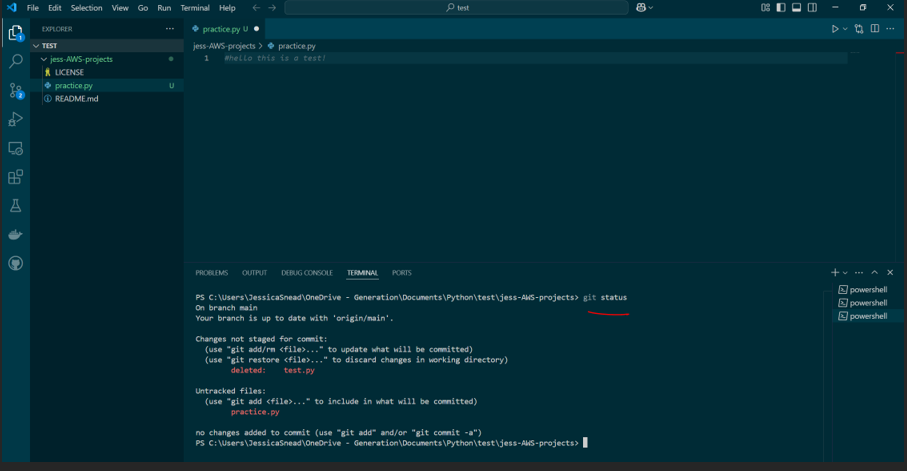 File Edit Selection View Go Run Terminal Help
test
EXPLORER
TEST
jess-AWS-projects
LICENSE
practice.py U
README.md
1
2
practice.py U
jess-AWS-projects > practice.py
1 #hello this is a test!
PROBLEMS OUTPUT DEBUG CONSOLE TERMINAL PORTS
PS C:\Users\JessicaSnead\OneDrive - Generation\Documents\Python\test\jess-AWS-projects> git status
On branch main
Your branch is up to date with 'origin/main'.
Changes not staged for commit:
(use "git add/rm <file>..." to update what will be committed)
(use "git restore <file>..." to discard changes in working directory)
deleted: test.py
Untracked files:
(use "git add <file>..." to include in what will be committed)
practice.py
no changes added to commit (use "git add" and/or "git commit -a")
PS C:\Users\JessicaSnead\OneDrive - Generation\Documents\Python\test\jess-AWS-projects>
powershell
powershell
powershell